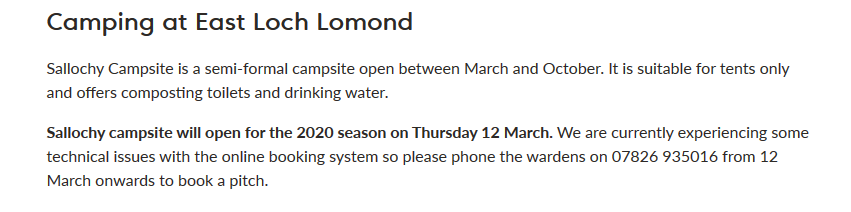 Camping at East Loch Lomond
Sallochy Campsite is a semi-formal campsite open between March and October. It is suitable for tents only
and offers composting toilets and drinking water.
Sallochy campsite will open for the 2020 season on Thursday 12 March. We are currently experiencing some
technical issues with the online booking system so please phone the wardens on 07826 935016 from 12
March onwards to book a pitch.